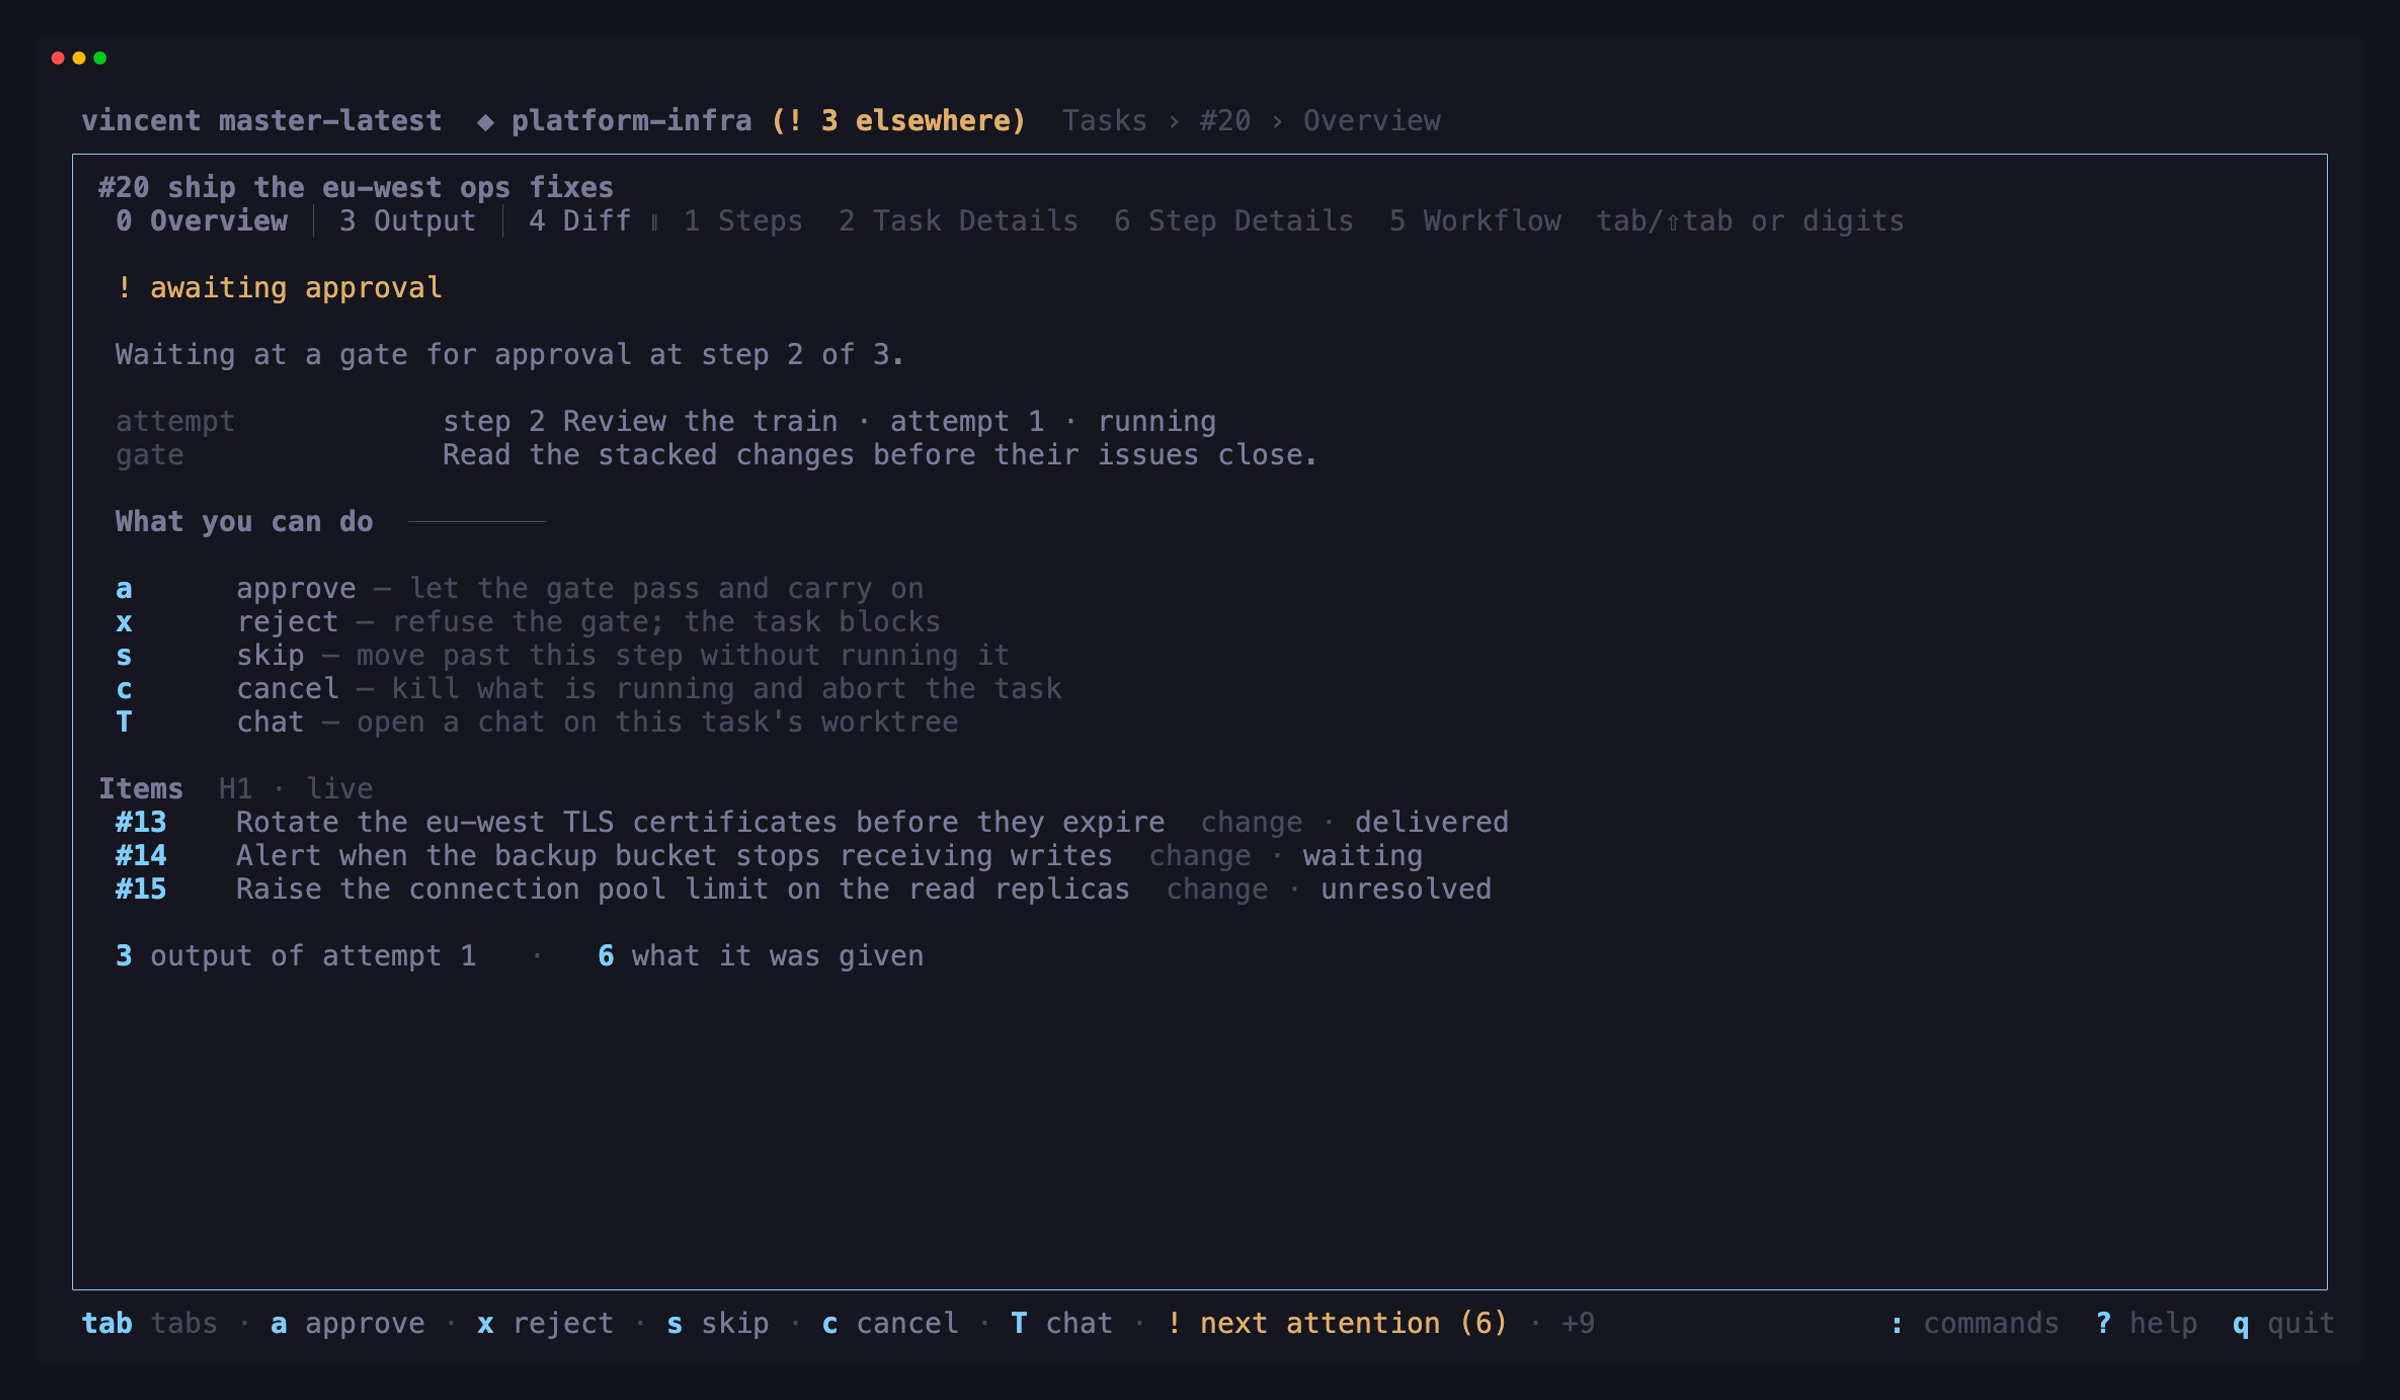 vincent master-latest ◆ platform-infra (! 3 elsewhere) Tasks › #20 › Overview
#20 ship the eu-west ops fixes
0 Overview │ 3 Output │ 4 Diff ‖ 1 Steps 2 Task Details 6 Step Details 5 Workflow tab/⇧tab or digits
! awaiting approval
Waiting at a gate for approval at step 2 of 3.
attempt step 2 Review the train · attempt 1 · running
gate Read the stacked changes before their issues close.
What you can do ────────
a approve — let the gate pass and carry on
x reject — refuse the gate; the task blocks
s skip — move past this step without running it
c cancel — kill what is running and abort the task
T chat — open a chat on this task's worktree
Items H1 · live
#13 Rotate the eu-west TLS certificates before they expire change · delivered
#14 Alert when the backup bucket stops receiving writes change · waiting
#15 Raise the connection pool limit on the read replicas change · unresolved
3 output of attempt 1 · 6 what it was given
tab tabs · a approve · x reject · s skip · c cancel · T chat · ! next attention (6) · +9 : commands ? help q quit